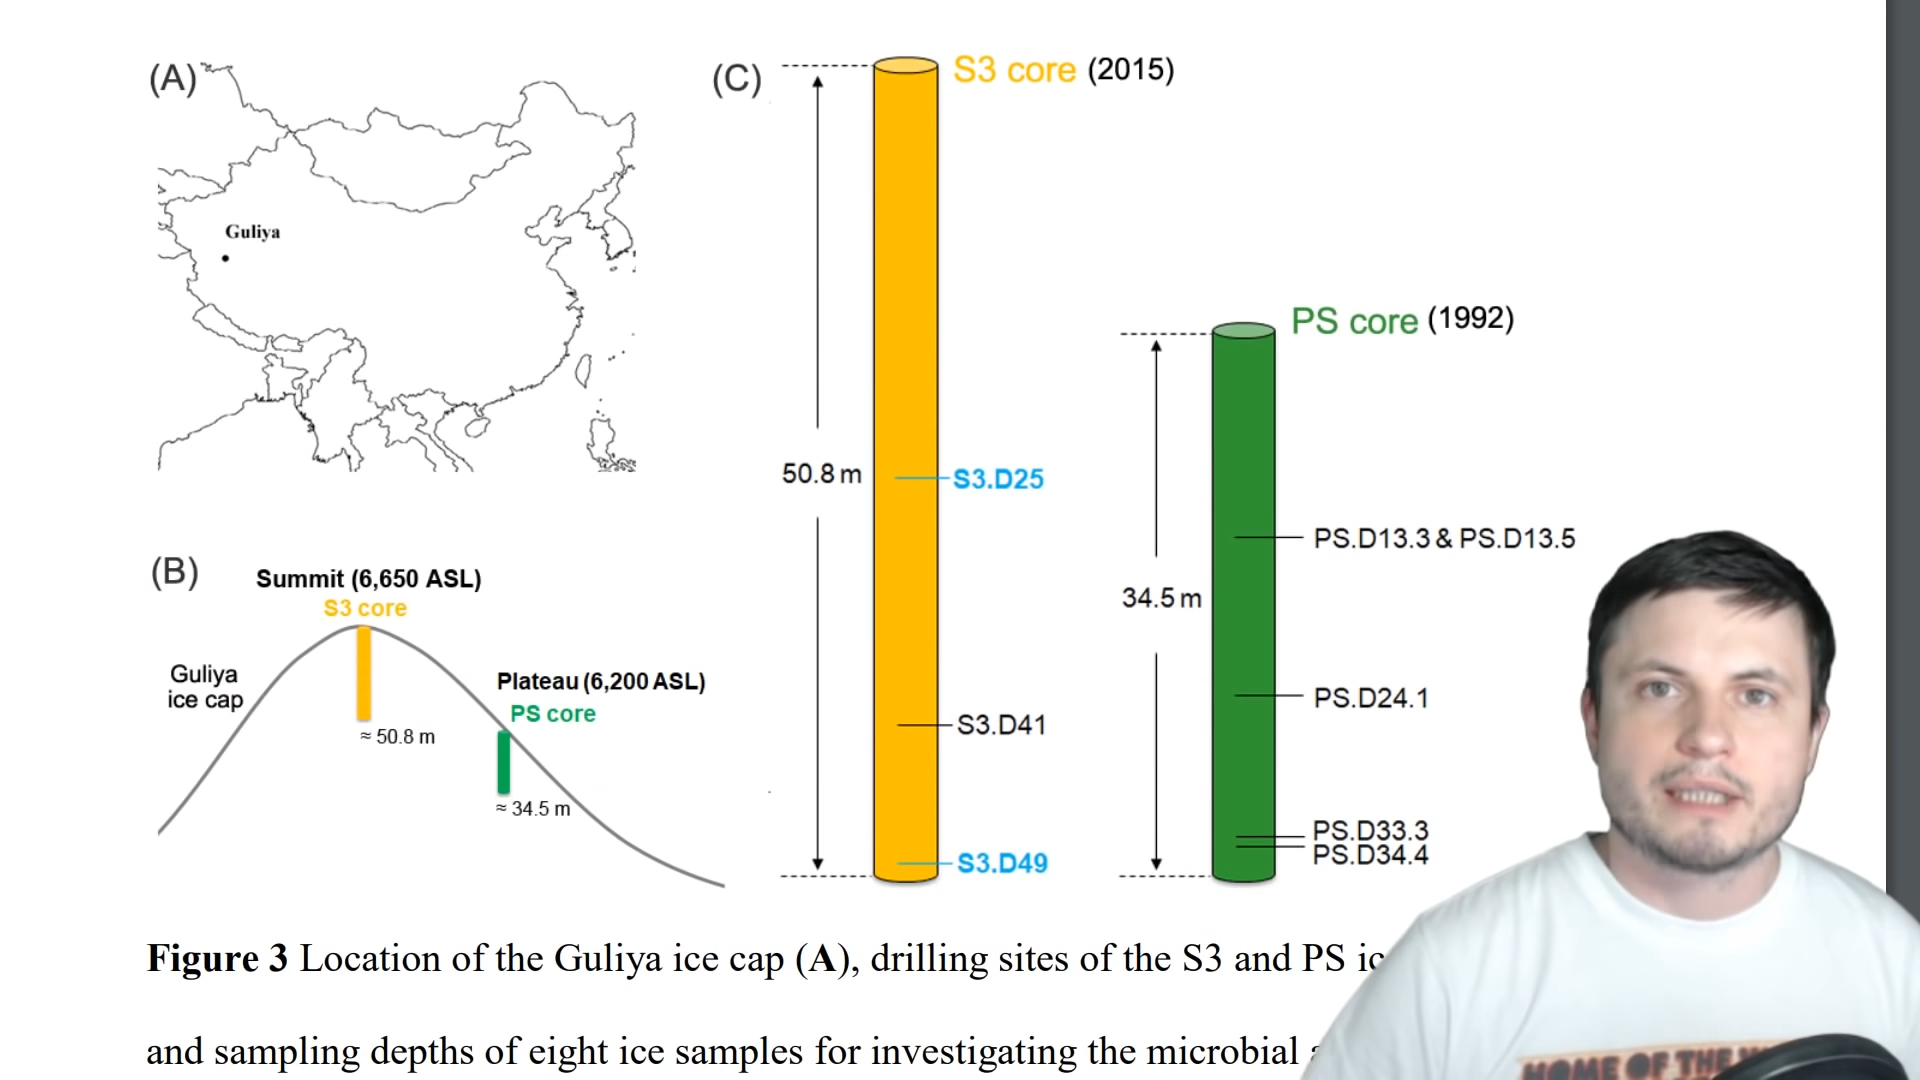 (A)
Guliya
(B)
Summit (6,650 ASL)
S3 core
Guliya
ice cap
≈ 50.8 m
Plateau (6,200 ASL)
PS core
≈ 34.5 m
(C)
S3 core (2015)
50.8 m
S3.D25
S3.D41
S3.D49
PS core (1992)
34.5 m
PS.D13.3 & PS.D13.5
PS.D24.1
PS.D33.3
PS.D34.4
Figure 3 Location of the Guliya ice cap (A), drilling sites of the S3 and PS ic
and sampling depths of eight ice samples for investigating the microbial
HOME OF THE